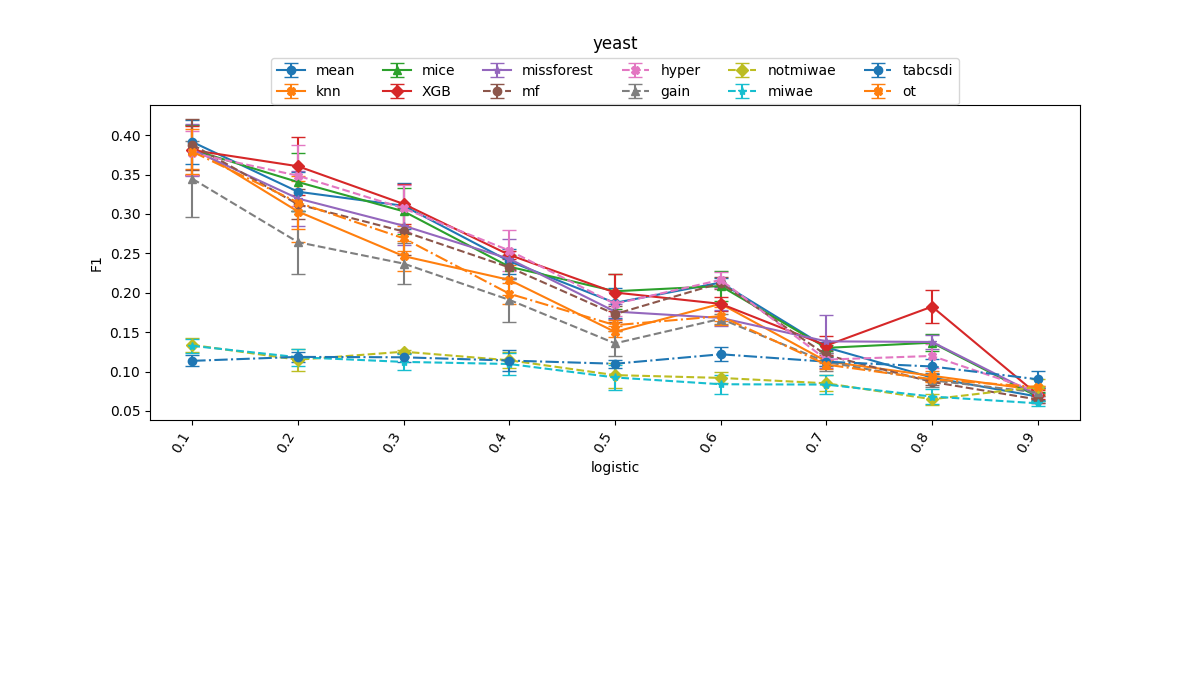 yeast
mean mice missforest hyper notmiwae tabcsdi
knn XGB mf gain miwae ot
0.40
0.35
0.30
0.25
0.20
0.15
0.10
0.05
F1
0.1 0.2 0.3 0.4 0.5 0.6 0.7 0.8 0.9
logistic